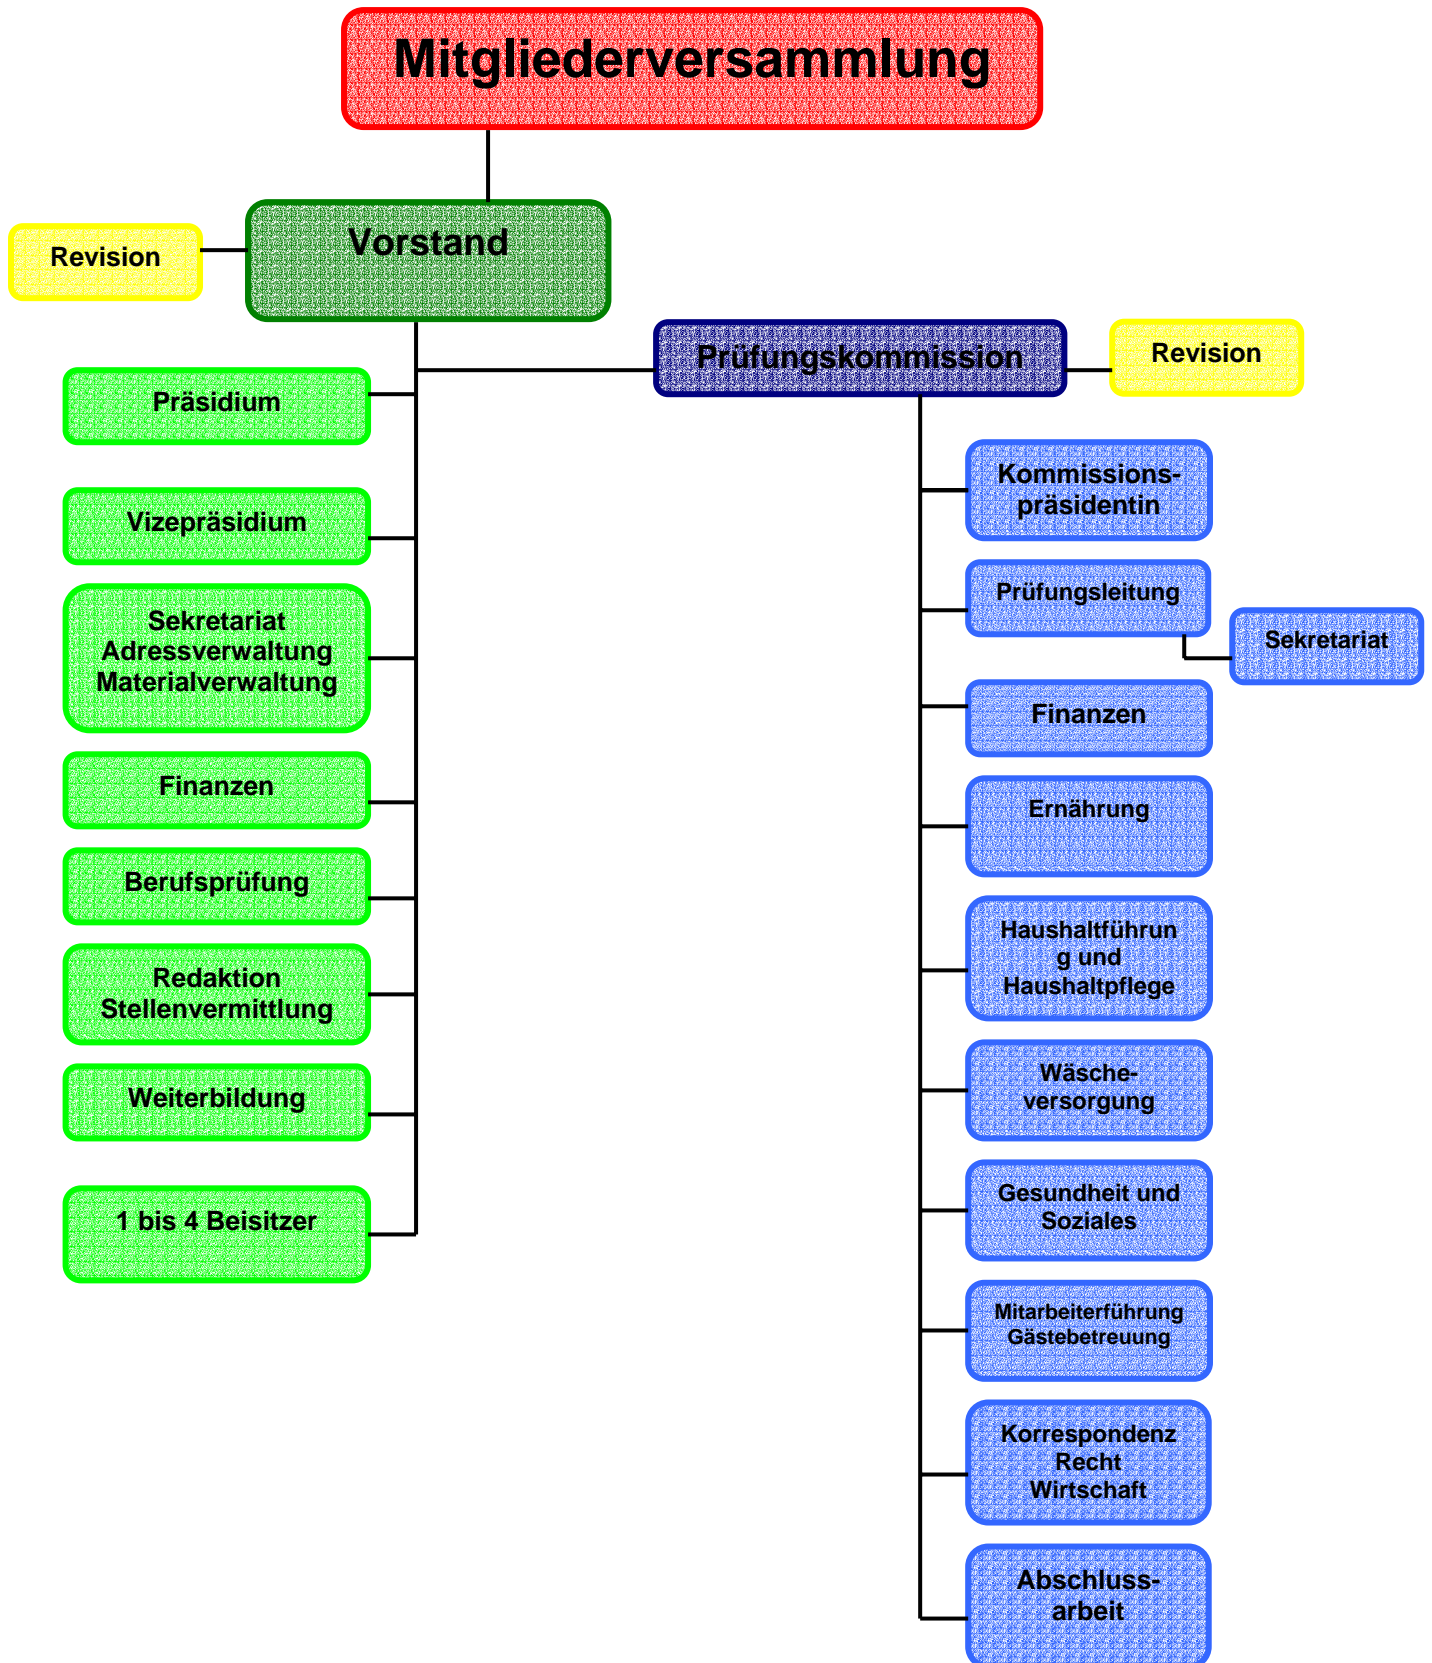 Mitgliederversammlung
Vorstand
Revision
Prüfungskommission
Revision
Präsidium
Vizepräsidium
Sekretariat
Adressverwaltung
Materialverwaltung
Finanzen
Berufsprüfung
Redaktion
Stellenvermittlung
Weiterbildung
1 bis 4 Beisitzer
Kommissions-
präsidentin
Prüfungsleitung
Sekretariat
Finanzen
Ernährung
Haushaltführun
g und
Haushaltpflege
Wäsche-
versorgung
Gesundheit und
Soziales
Mitarbeiterführung
Gästebetreuung
Korrespondenz
Recht
Wirtschaft
Abschluss-
arbeit